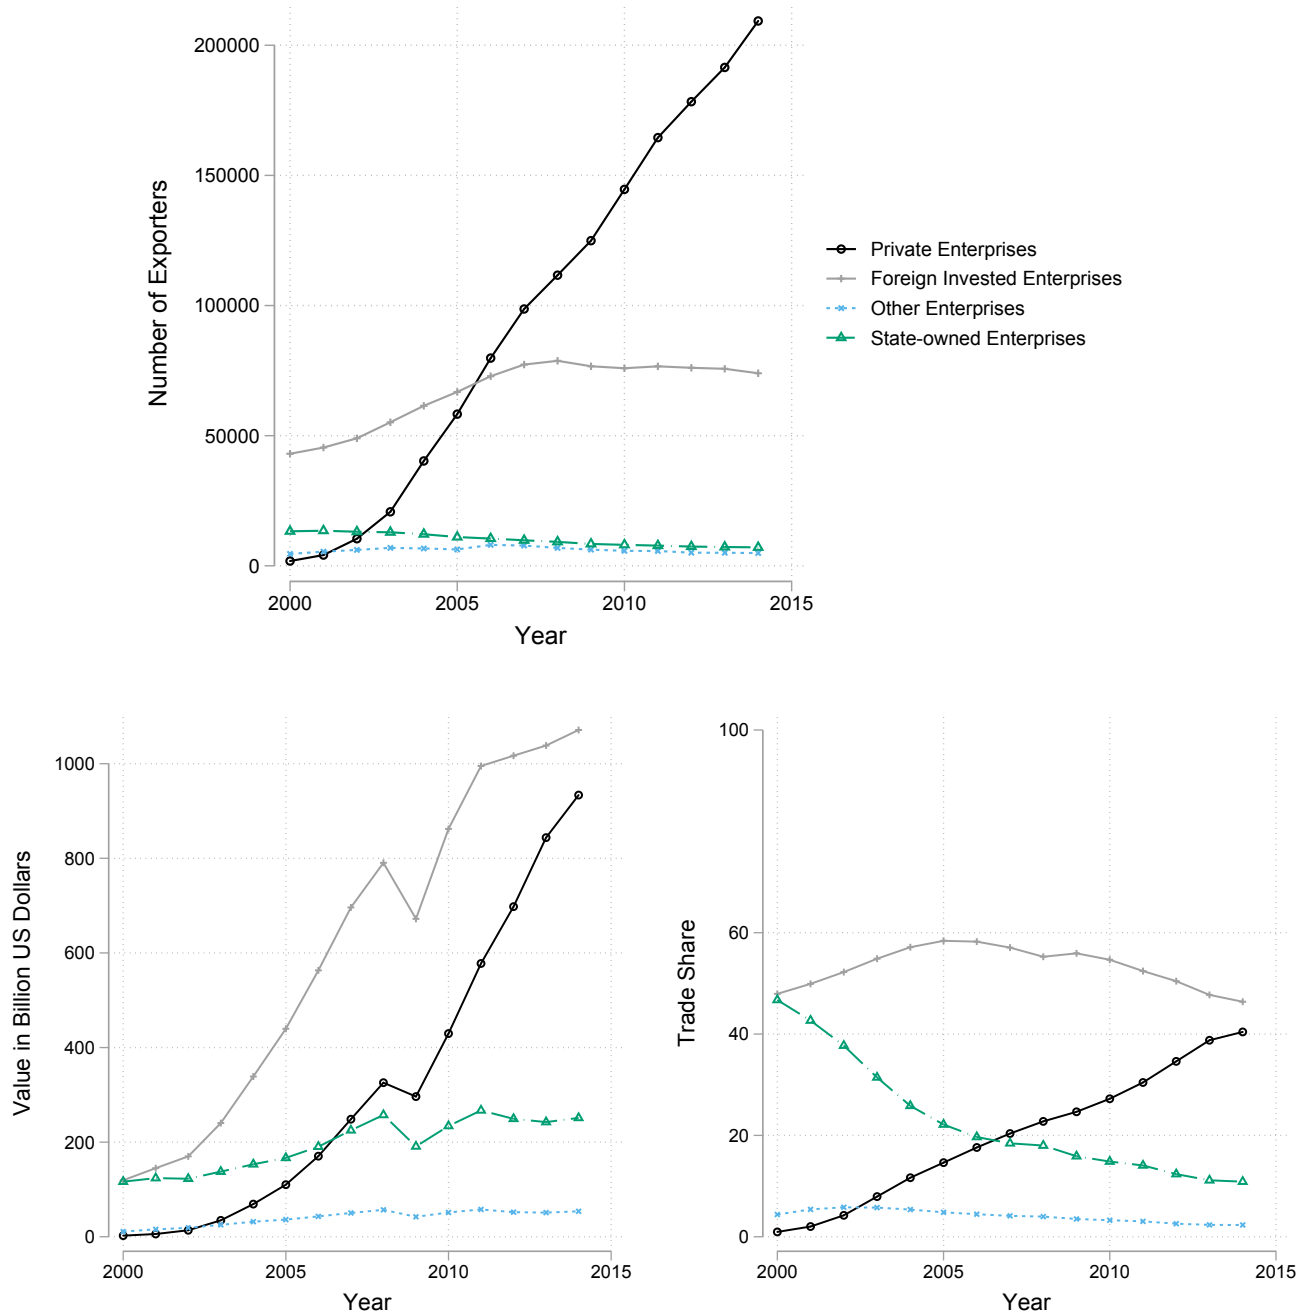 200000
150000
100000
50000
0
Number of Exporters
2000 2005 2010 2015
Year
Private Enterprises
Foreign Invested Enterprises
Other Enterprises
State-owned Enterprises
1000
800
600
400
200
0
Value in Billion US Dollars
2000 2005 2010 2015
Year
100
60
40
20
0
Trade Share
2000 2005 2010 2015
Year